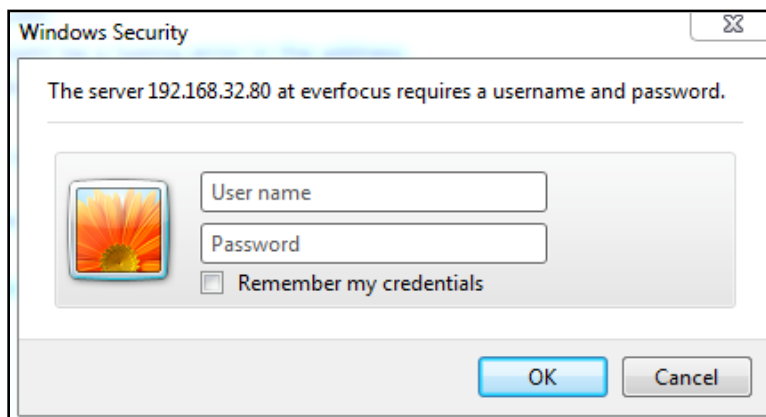 Windows Security
The server 192.168.32.80 at everfocus requires a username and password.
User name
Password
Remember my credentials
OK
Cancel